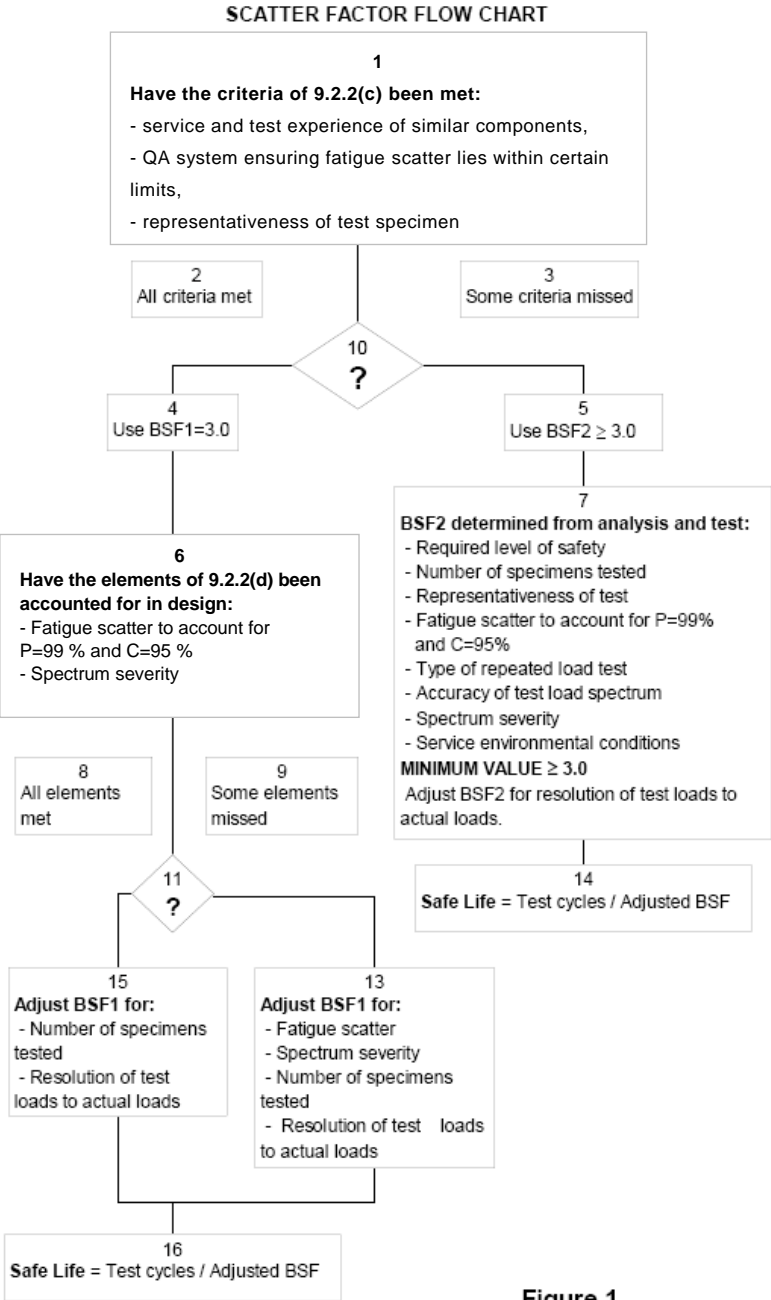 SCATTER FACTOR FLOW CHART
1
Have the criteria of 9.2.2(c) been met:
- service and test experience of similar components,
- QA system ensuring fatigue scatter lies within certain
limits,
- representativeness of test specimen
2
All criteria met
3
Some criteria missed
10
?
4
Use BSF1=3.0
5
Use BSF2 ≥ 3.0
6
Have the elements of 9.2.2(d) been
accounted for in design:
- Fatigue scatter to account for
P=99 % and C=95 %
- Spectrum severity
7
BSF2 determined from analysis and test:
- Required level of safety
- Number of specimens tested
- Representativeness of test
- Fatigue scatter to account for P=99%
and C=95%
- Type of repeated load test
- Accuracy of test load spectrum
- Spectrum severity
- Service environmental conditions
MINIMUM VALUE ≥ 3.0
Adjust BSF2 for resolution of test loads to
actual loads.
8
All elements
met
9
Some elements
missed
11
?
14
Safe Life = Test cycles / Adjusted BSF
15
Adjust BSF1 for:
- Number of specimens
tested
- Resolution of test
loads to actual loads
13
Adjust BSF1 for:
- Fatigue scatter
- Spectrum severity
- Number of specimens
tested
- Resolution of test loads
to actual loads
16
Safe Life = Test cycles / Adjusted BSF
Figure 1